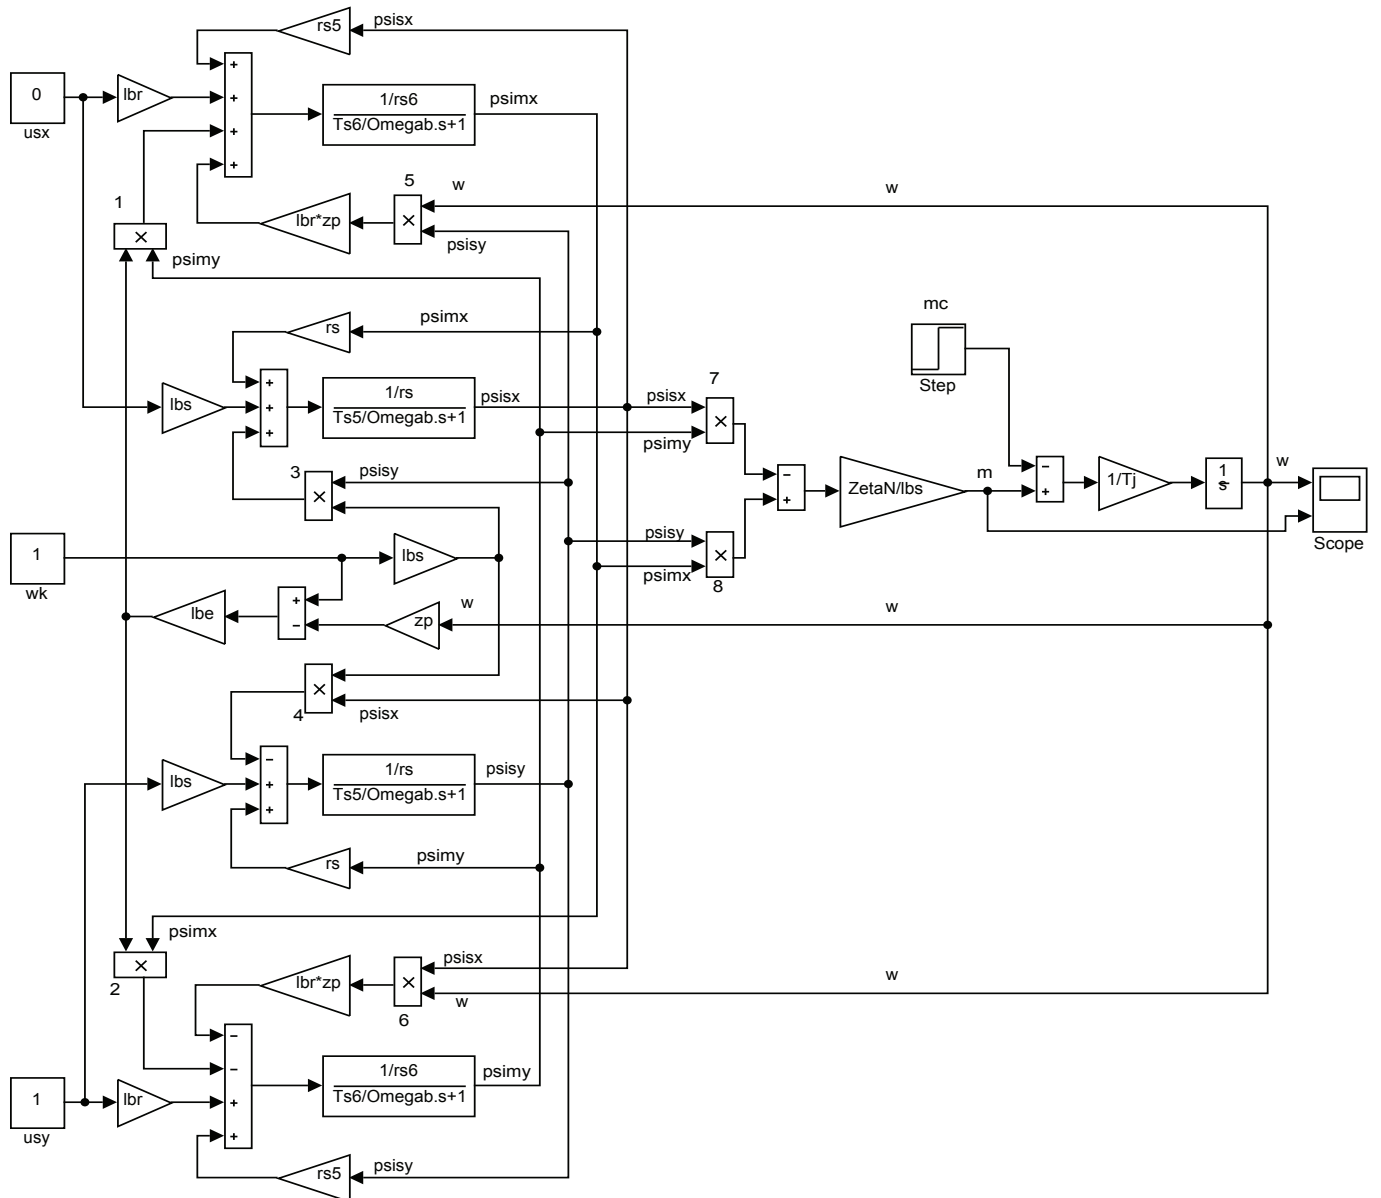 rs5
psisx
0
usx
lbr
+
+
+
+
1/rs6
Ts6/Omegab.s+1
psimx
1
×
psimy
lbr*zp
5
×
w
psisy
w
rs
psimx
mc
Step
lbs
+
+
+
1/rs
Ts5/Omegab.s+1
psisx
psisx
7
×
psimy
3
×
psisy
−
+
ZetaN/lbs
m
−
+
1/Tj
1
s
w
Scope
1
wk
lbs
psisy
×
psimx
8
lbe
+
−
zp
w
w
4
×
psisx
lbs
−
+
+
1/rs
Ts5/Omegab.s+1
psisy
rs
psimy
psimx
×
2
lbr*zp
×
6
psisx
w
w
1
usy
lbr
−
−
+
+
1/rs6
Ts6/Omegab.s+1
psimy
rs5
psisy